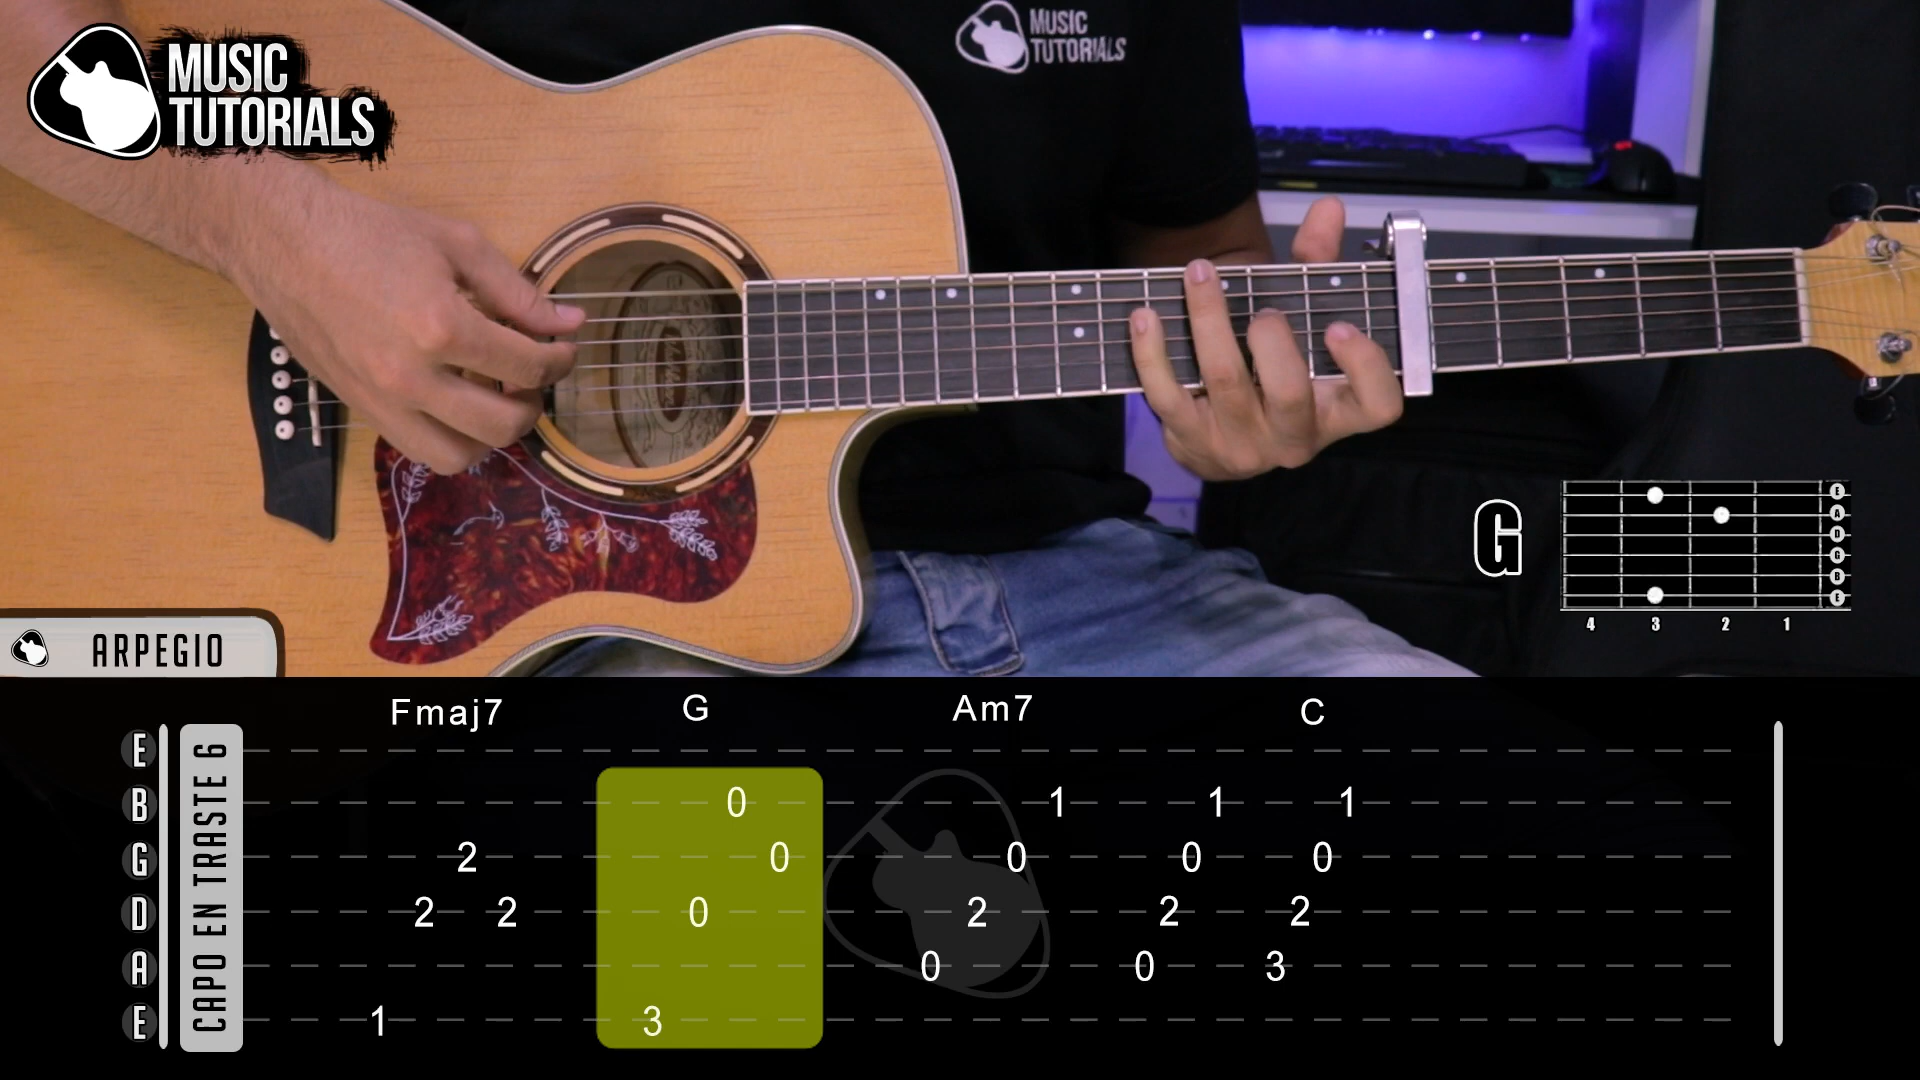 MUSIC
TUTORIALS
MUSIC
TUTORIALS
G
E
A
D
G
B
E
4 3 2 1
ARPEGIO
Fmaj7 G Am7 C
CAPO EN TRASTE 6
E
B 0 1 1 1
G 2 0 0 0 0
D 2 2 0 2 2 2
A 0 0 3
E 1 3